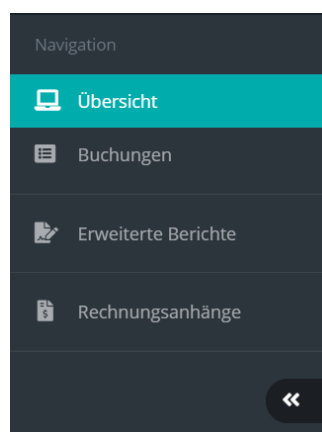 Navigation
Übersicht
Buchungen
Erweiterte Berichte
Rechnungsanhänge